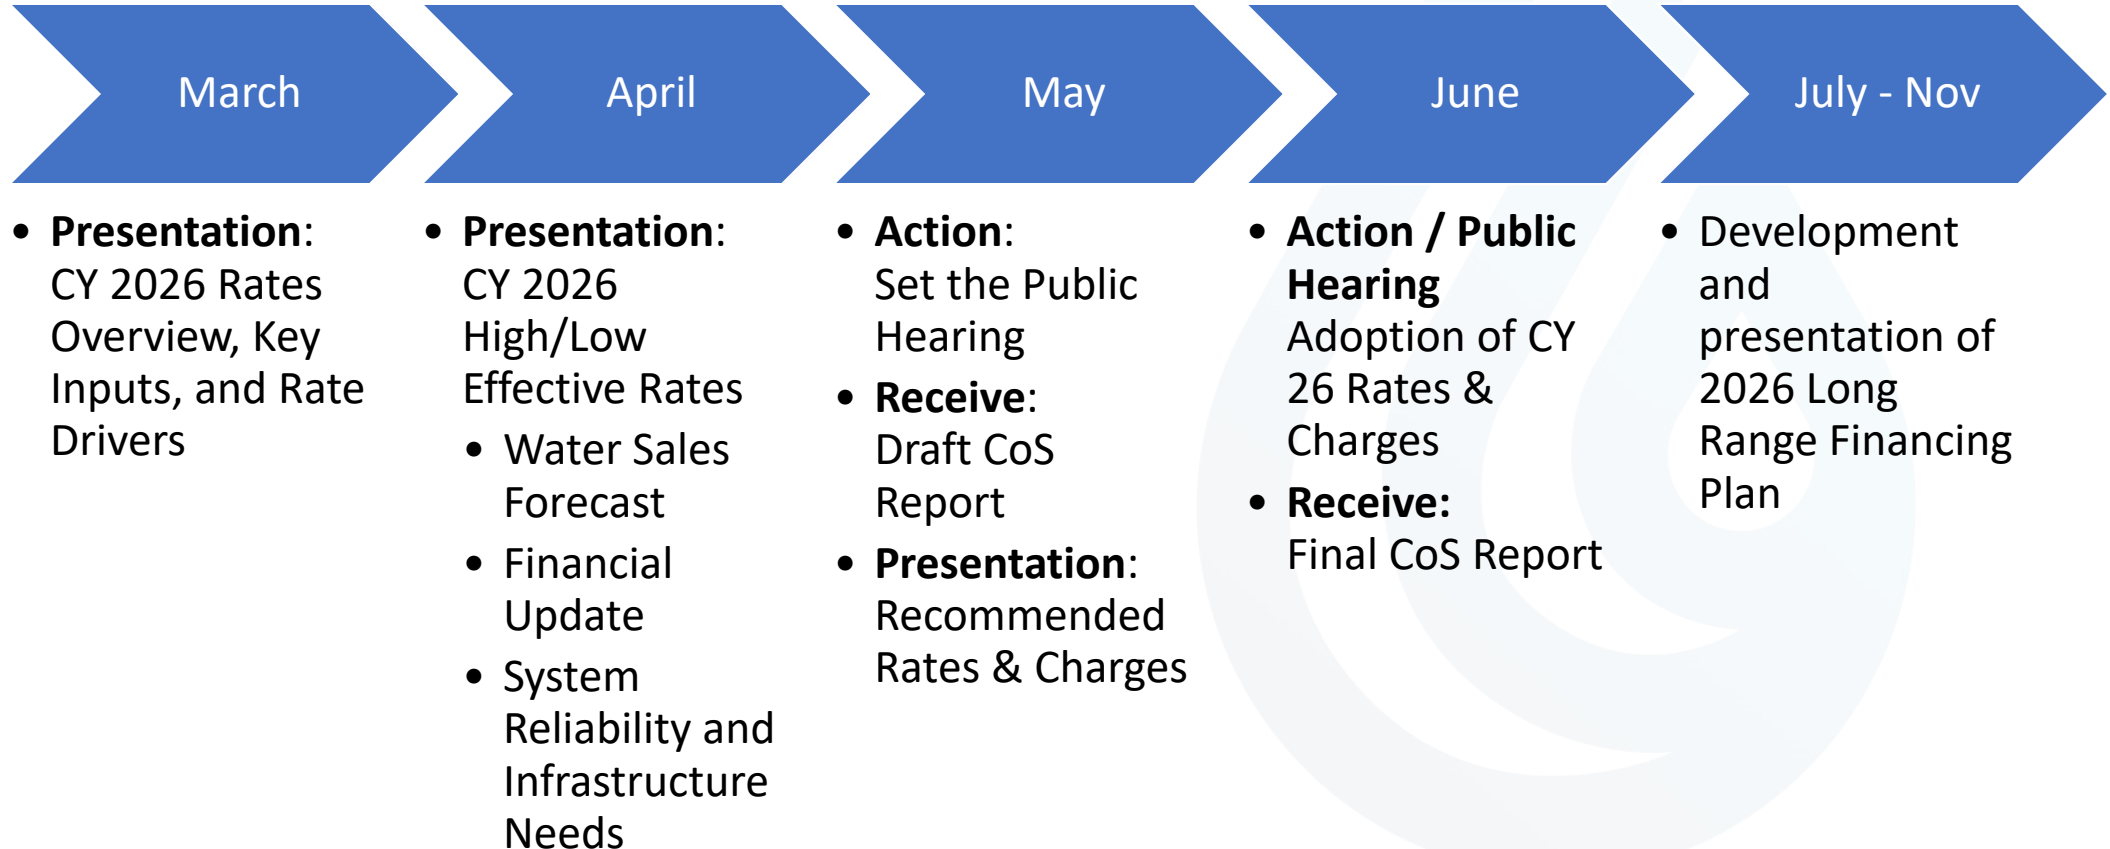 March
April
May
June
July - Nov
• Presentation:
CY 2026 Rates
Overview, Key
Inputs, and Rate
Drivers
• Presentation:
CY 2026
High/Low
Effective Rates
• Water Sales
Forecast
• Financial
Update
• System
Reliability and
Infrastructure
Needs
• Action:
Set the Public
Hearing
• Receive:
Draft CoS
Report
• Presentation:
Recommended
Rates & Charges
• Action / Public
Hearing
Adoption of CY
26 Rates &
Charges
• Receive:
Final CoS Report
• Development
and
presentation of
2026 Long
Range Financing
Plan